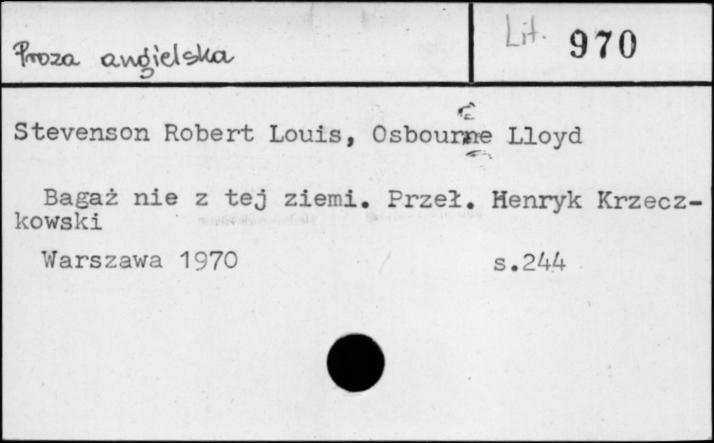 Proza angielska
Lit. 970
Stevenson Robert Louis, Osbourne Lloyd
Bagaż nie z tej ziemi. Przeł. Henryk Krzecz-
kowski
Warszawa 1970 s.244